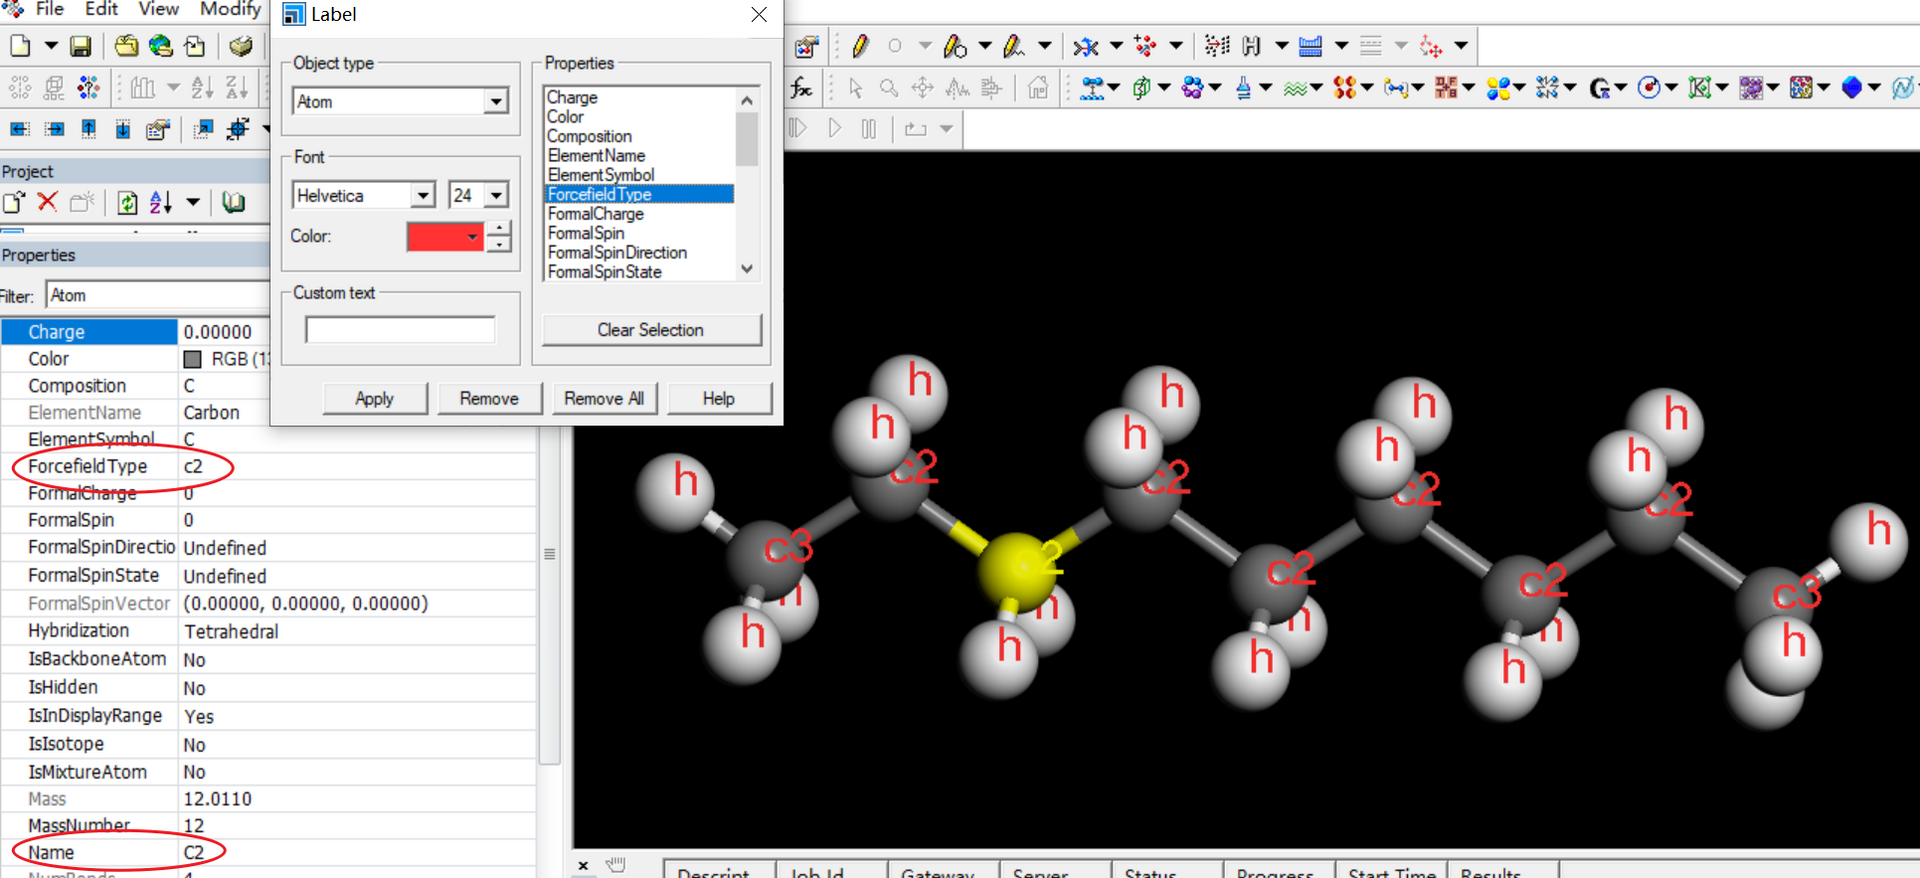 File Edit View Modify
Label
Object type
Atom
Font
Helvetica 24
Color:
Custom text
Properties
Charge
Color
Composition
ElementName
ElementSymbol
ForcefieldType
FormalCharge
FormalSpin
FormalSpinDirection
FormalSpinState
Clear Selection
Apply Remove Remove All Help
Project
Properties
Filter: Atom
Charge 0.00000
Color RGB (13
Composition C
ElementName Carbon
ElementSymbol C
ForcefieldType c2
FormalCharge 0
FormalSpin 0
FormalSpinDirectio Undefined
FormalSpinState Undefined
FormalSpinVector (0.00000, 0.00000, 0.00000)
Hybridization Tetrahedral
IsBackboneAtom No
IsHidden No
IsInDisplayRange Yes
IsIsotope No
IsMixtureAtom No
Mass 12.0110
MassNumber 12
Name C2
NumBonds 4
h h h h
h h h h
c2 c2 c2 c2
h h
c3 c2 c2 c2 c3
h h h h
h h h h h
Descript Job Id Gateway Server Status Progress Start Time Results